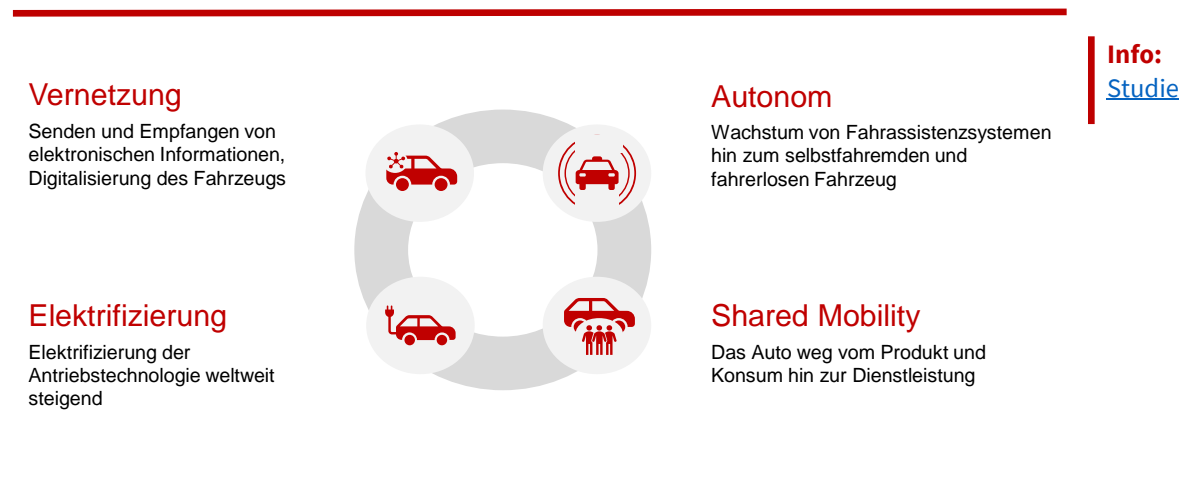 Vernetzung
Senden und Empfangen von
elektronischen Informationen,
Digitalisierung des Fahrzeugs
Autonom
Wachstum von Fahrassistenzsystemen
hin zum selbstfahremden und
fahrerlosen Fahrzeug
Info:
Studie
Elektrifizierung
Elektrifizierung der
Antriebstechnologie weltweit
steigend
Shared Mobility
Das Auto weg vom Produkt und
Konsum hin zur Dienstleistung